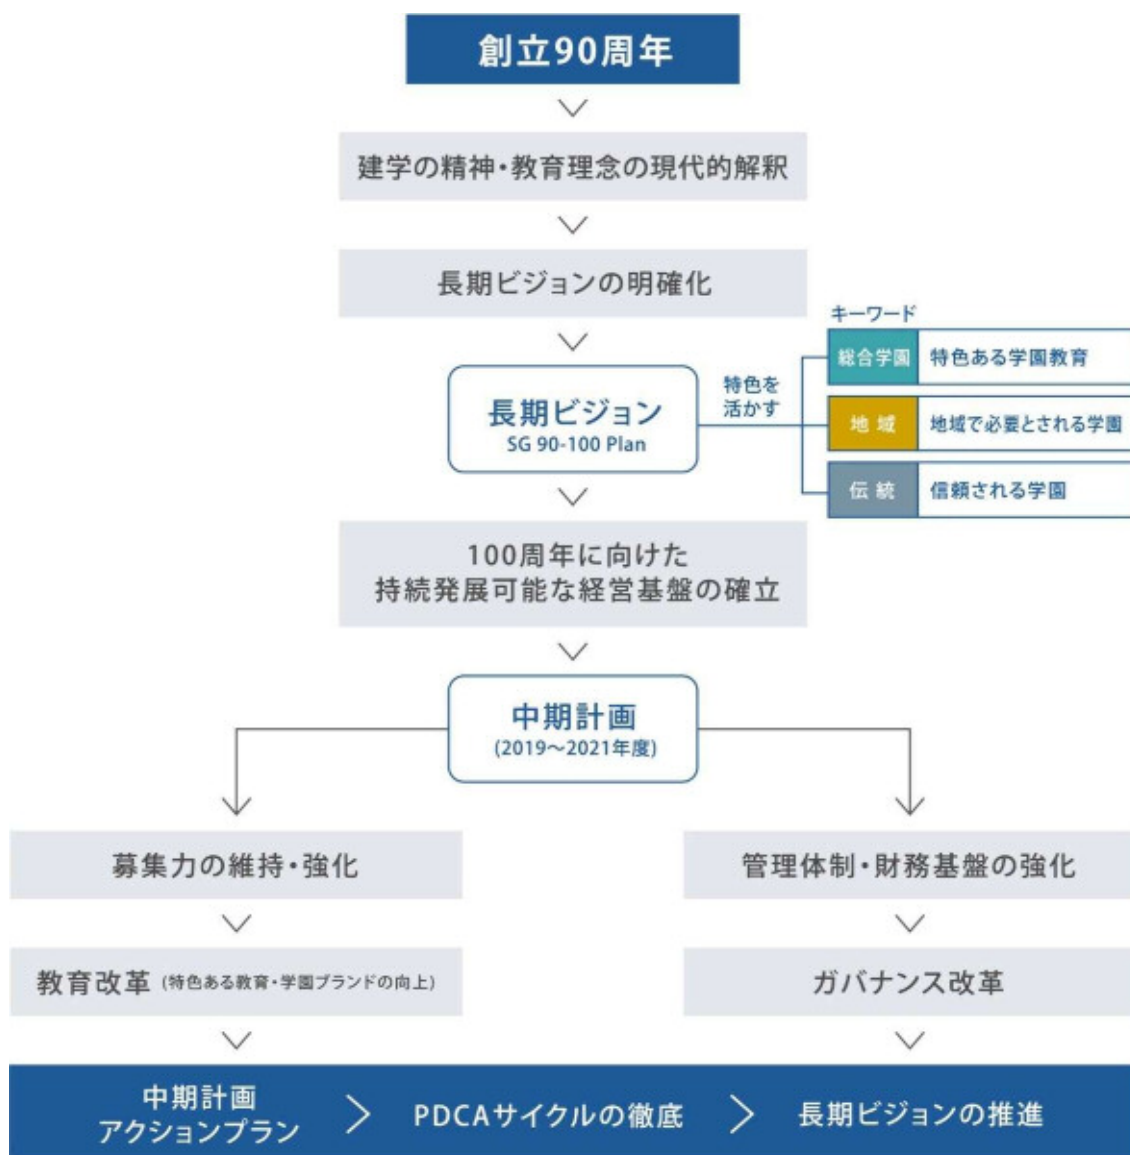 創立90周年
建学の精神・教育理念の現代的解釈
長期ビジョンの明確化
長期ビジョン
SG 90-100 Plan
特色を
活かす
キーワード
総合学園 特色ある学園教育
地域 地域で必要とされる学園
伝統 信頼される学園
100周年に向けた
持続発展可能な経営基盤の確立
中期計画
(2019～2021年度)
募集力の維持・強化
教育改革 (特色ある教育・学園ブランドの向上)
管理体制・財務基盤の強化
ガバナンス改革
中期計画
アクションプラン
PDCAサイクルの徹底
長期ビジョンの推進